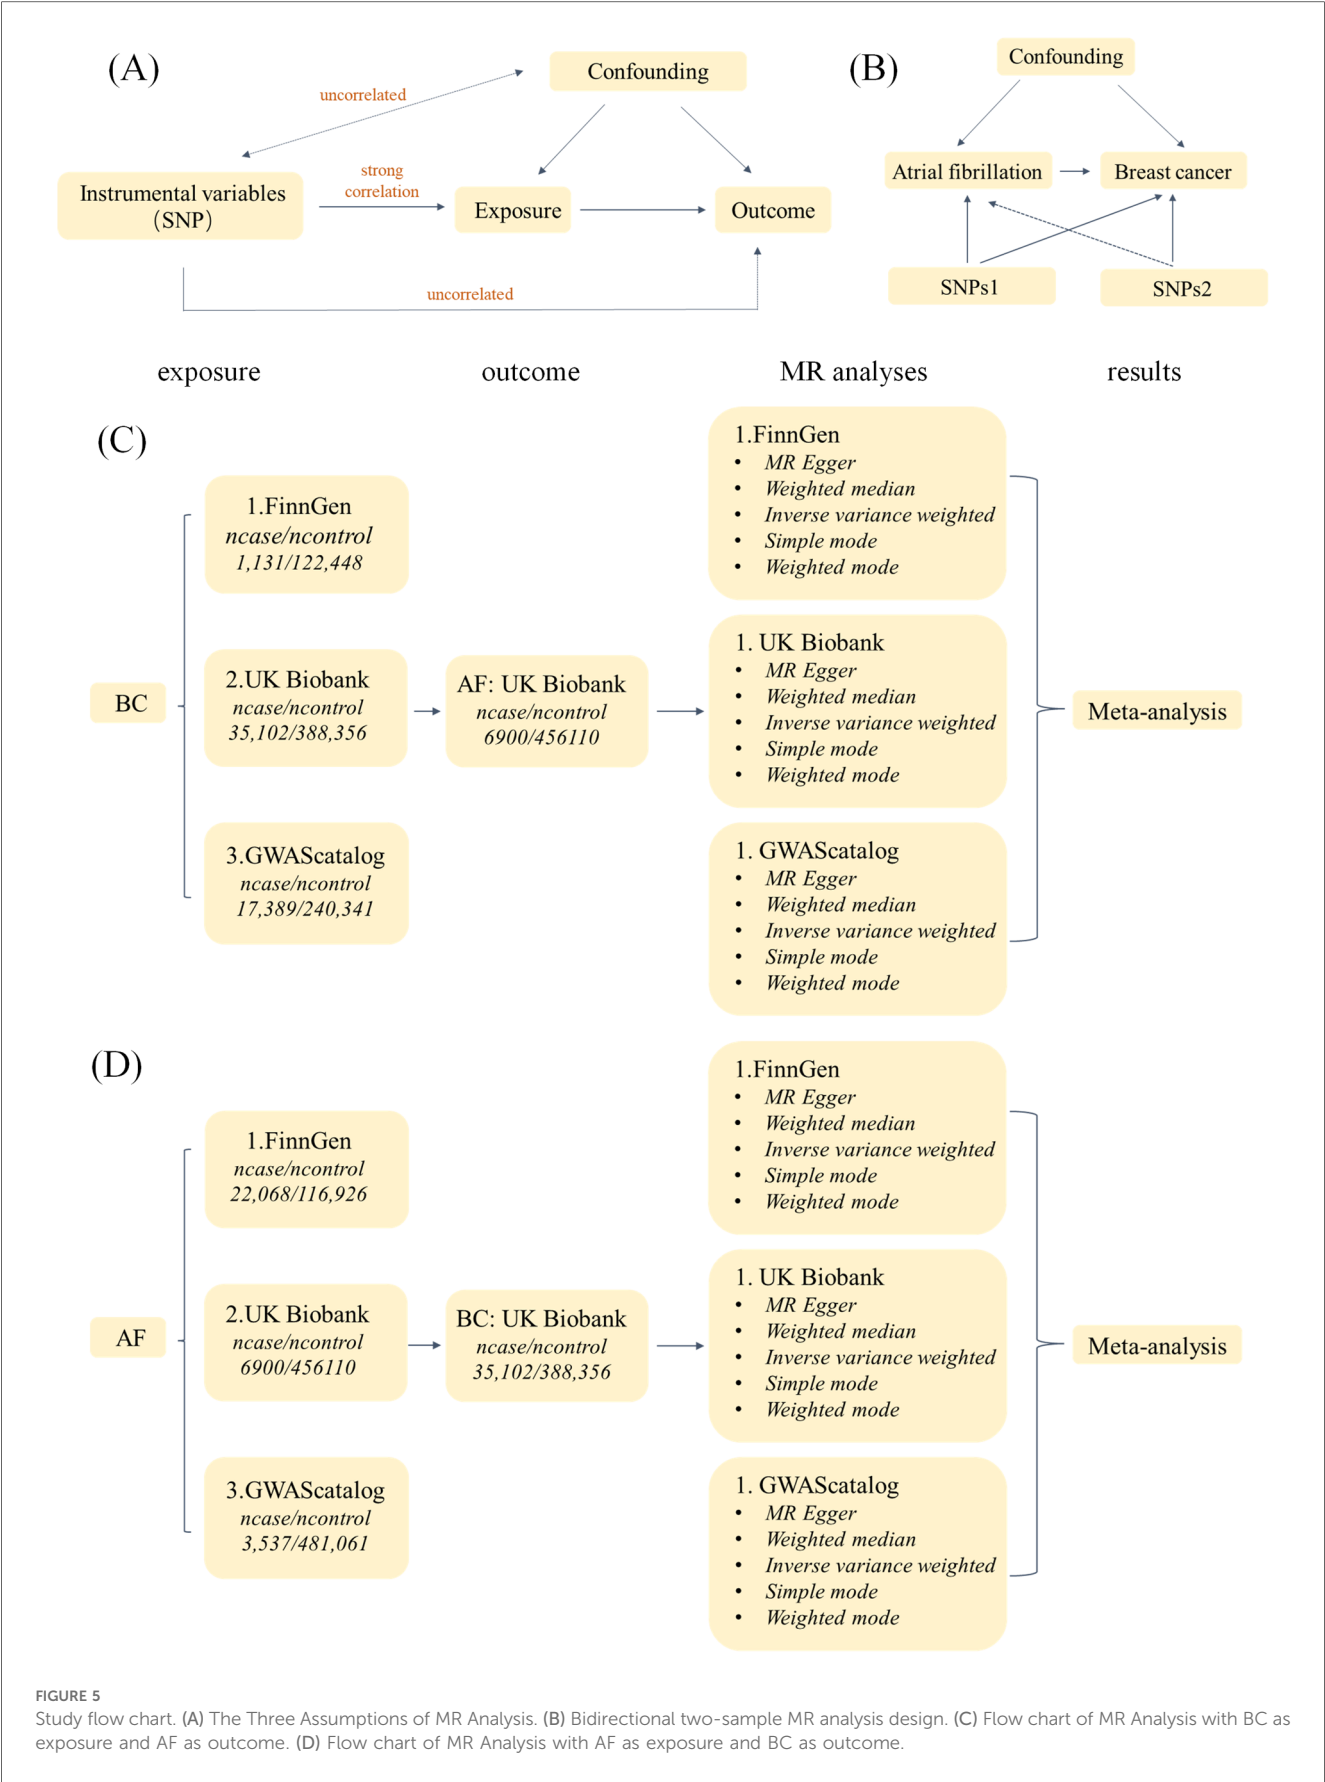 (A)
Confounding
uncorrelated
strong
correlation
Instrumental variables
(SNP)
Exposure
Outcome
uncorrelated
(B)
Confounding
Atrial fibrillation
Breast cancer
SNPs1
SNPs2
exposure
outcome
MR analyses
results
(C)
BC
1.FinnGen
ncase/ncontrol
1,131/122,448
2.UK Biobank
ncase/ncontrol
35,102/388,356
3.GWAScatalog
ncase/ncontrol
17,389/240,341
AF: UK Biobank
ncase/ncontrol
6900/456110
1.FinnGen
• MR Egger
• Weighted median
• Inverse variance weighted
• Simple mode
• Weighted mode
1. UK Biobank
• MR Egger
• Weighted median
• Inverse variance weighted
• Simple mode
• Weighted mode
1. GWAScatalog
• MR Egger
• Weighted median
• Inverse variance weighted
• Simple mode
• Weighted mode
Meta-analysis
(D)
AF
1.FinnGen
ncase/ncontrol
22,068/116,926
2.UK Biobank
ncase/ncontrol
6900/456110
3.GWAScatalog
ncase/ncontrol
3,537/481,061
BC: UK Biobank
ncase/ncontrol
35,102/388,356
1.FinnGen
• MR Egger
• Weighted median
• Inverse variance weighted
• Simple mode
• Weighted mode
1. UK Biobank
• MR Egger
• Weighted median
• Inverse variance weighted
• Simple mode
• Weighted mode
1. GWAScatalog
• MR Egger
• Weighted median
• Inverse variance weighted
• Simple mode
• Weighted mode
Meta-analysis
FIGURE 5
Study flow chart. (A) The Three Assumptions of MR Analysis. (B) Bidirectional two-sample MR analysis design. (C) Flow chart of MR Analysis with BC as
exposure and AF as outcome. (D) Flow chart of MR Analysis with AF as exposure and BC as outcome.